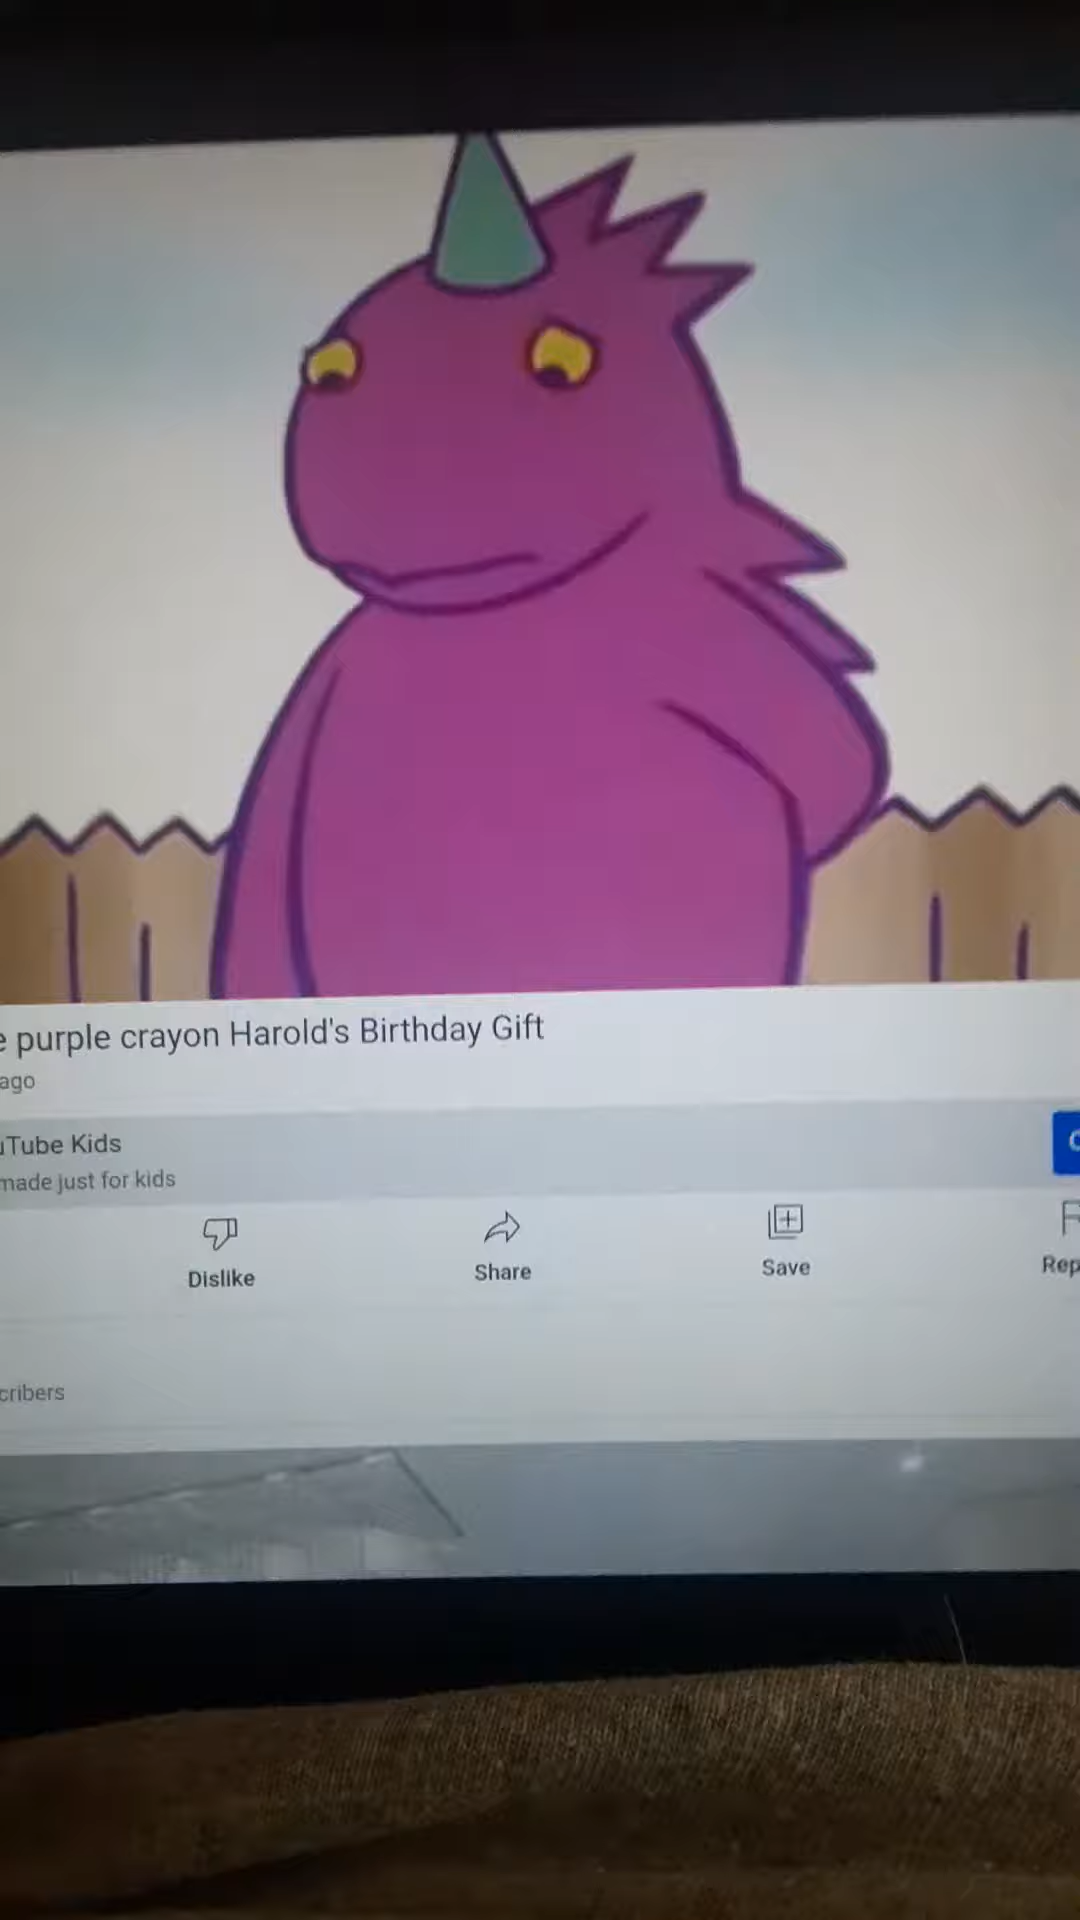 purple crayon Harold's Birthday Gift
ago
Tube Kids
made just for kids
Dislike
Share
Save
Rep
cribers